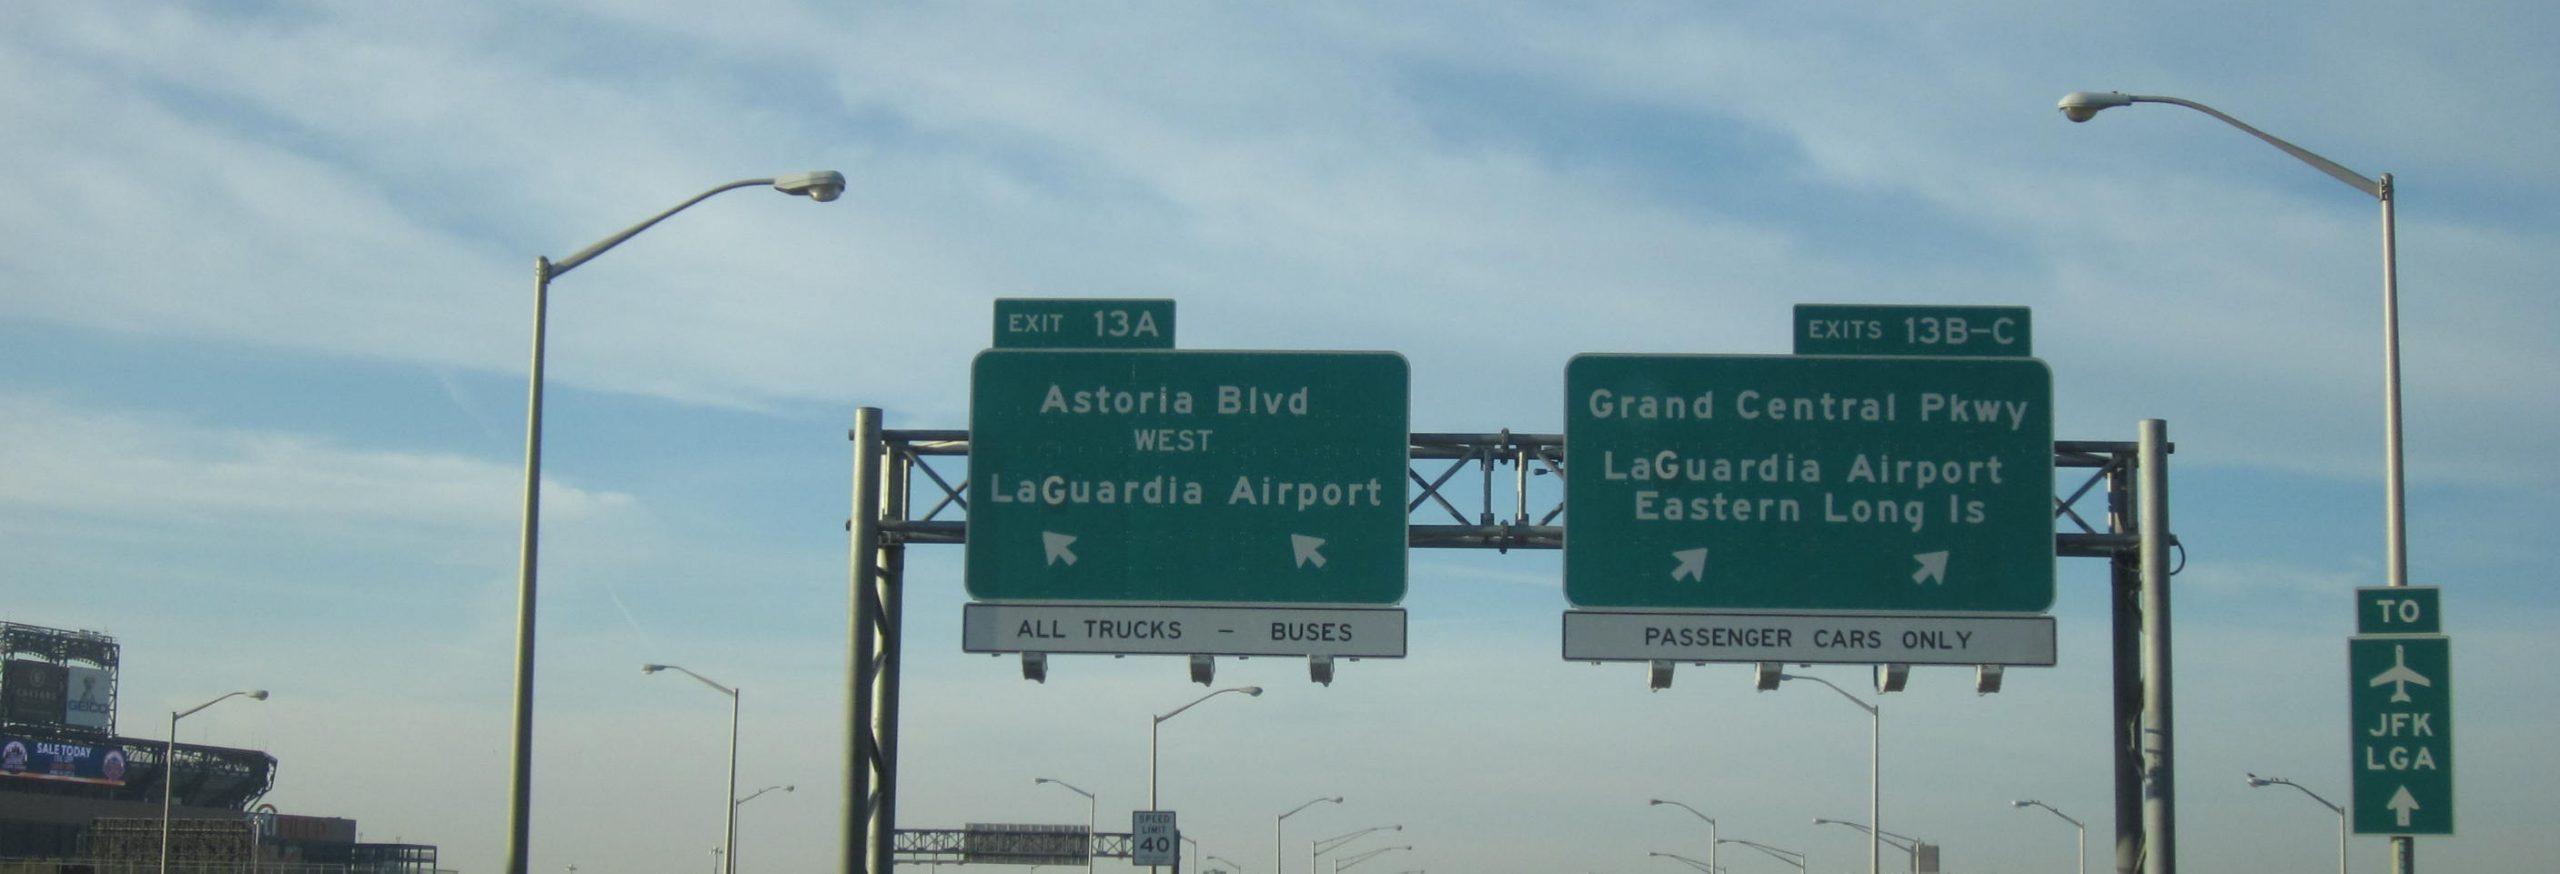 EXIT 13A
Astoria Blvd
WEST
LaGuardia Airport
ALL TRUCKS – BUSES
EXITS 13B–C
Grand Central Pkwy
LaGuardia Airport
Eastern Long Is
PASSENGER CARS ONLY
TO
JFK
LGA
SPEED
LIMIT
40
CAESARS
GEICO
SALE TODAY